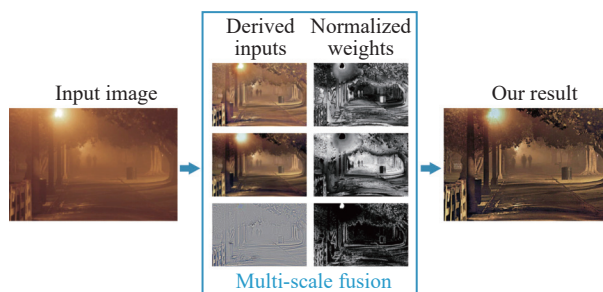 Input image
Derived
inputs
Normalized
weights
Our result
Multi-scale fusion